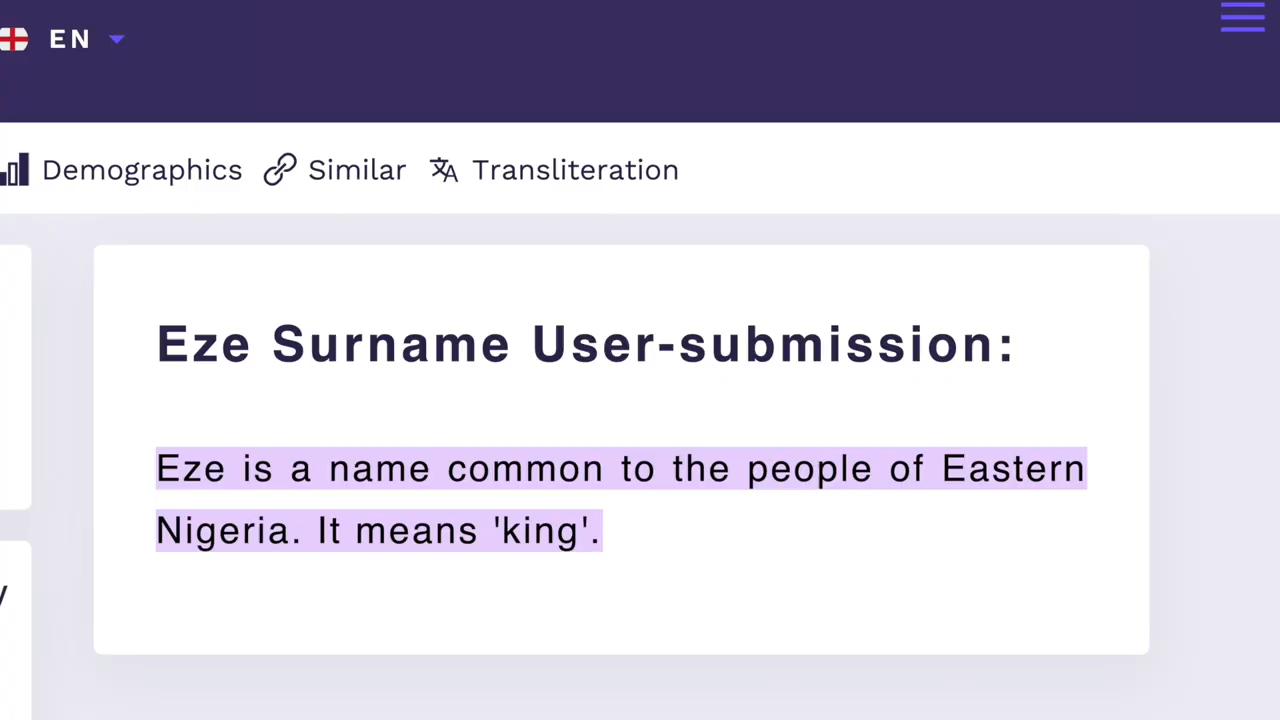 EN
Demographics Similar Transliteration
Eze Surname User-submission:
Eze is a name common to the people of Eastern
Nigeria. It means 'king'.